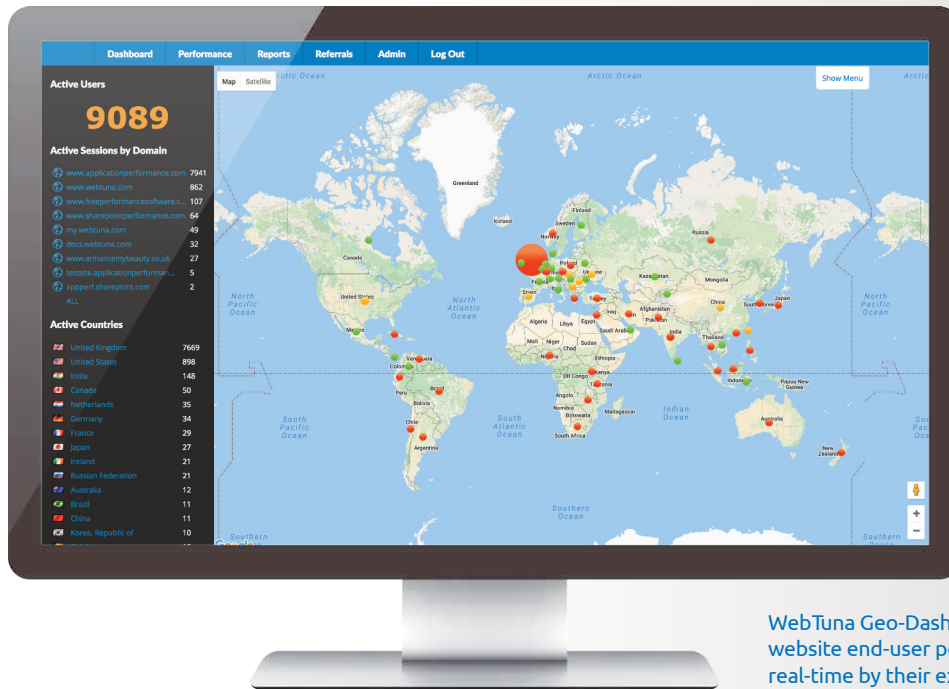 Dashboard Performance Reports Referrals Admin Log Out
Active Users
9089
Active Sessions by Domain
www.applicationperformance.com 7941
www.webtuna.com 862
www.freeperformancesoftware.c... 107
www.sharepointperformance.com 64
my.webtuna.com 49
docs.webtuna.com 32
www.enhancemybeauty.co.uk 27
testsite.applicationperforman... 5
appperf.sharepoint.com 2
ALL
Active Countries
United Kingdom 7669
United States 898
India 148
Canada 50
Netherlands 35
Germany 34
France 29
Japan 27
Ireland 21
Russian Federation 21
Australia 12
Brazil 11
China 11
Korea, Republic of 10
Map Satellite
Show Menu
Arctic Ocean
Greenland
Iceland
Finland
Sweden
Norway
Russia
Canada
Poland
Ukraine
Kazakhstan
Mongolia
Spain
Turkey
United States
China
South Korea
Japan
North
Pacific
Ocean
North
Atlantic
Ocean
North
Pacific
Ocean
Iraq
Afghanistan
Pakistan
Algeria
Libya
Egypt
Saudi Arabia
India
Thailand
Mexico
Mali
Niger
Chad
Sudan
Nigeria
Ethiopia
Venezuela
Colombia
DR Congo
Kenya
Tanzania
Indonesia
Papua New
Guinea
Peru
Brazil
Bolivia
Angola
Namibia
Botswana
Madagascar
Indian
Ocean
Australia
Chile
South
Pacific
Ocean
South
Atlantic
Ocean
South Africa
Argentina
New
Zealand
Southern
Ocean
Southern
Ocean
Southern
Google
WebTuna Geo-Dash
website end-user pe
real-time by their ex